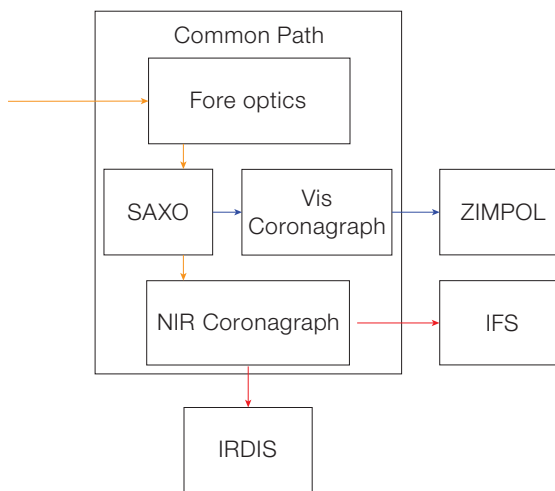 Common Path
Fore optics
SAXO
Vis
Coronagraph
ZIMPOL
NIR Coronagraph
IFS
IRDIS